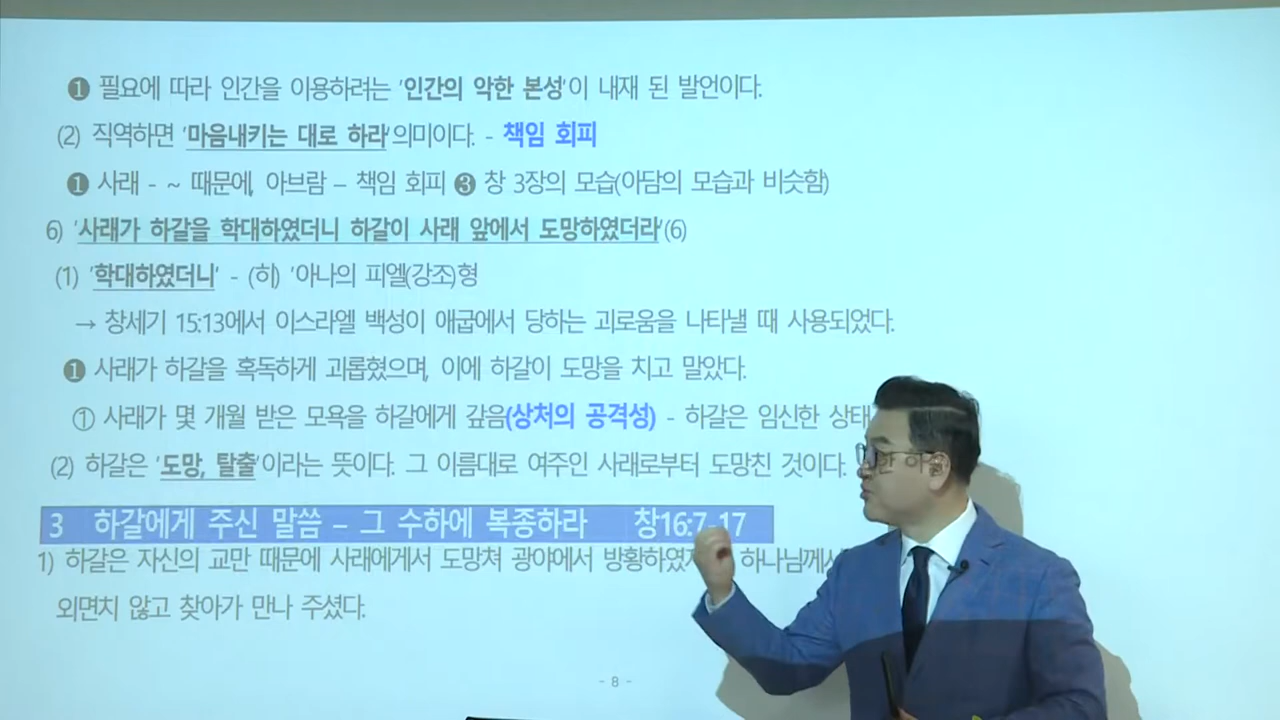 ❶ 필요에 따라 인간을 이용하려는 '인간의 악한 본성'이 내재 된 발언이다.
(2) 직역하면 '마음내키는 대로 하라'의미이다. - 책임 회피
❶ 사래 - ~ 때문에, 아브람 – 책임 회피 ❸ 창 3장의 모습(아담의 모습과 비슷함)
6) '사래가 하갈을 학대하였더니 하갈이 사래 앞에서 도망하였더라'(6)
(1) '학대하였더니' - (히) '아나'의 피엘(강조)형
→ 창세기 15:13에서 이스라엘 백성이 애굽에서 당하는 괴로움을 나타낼 때 사용되었다.
❶ 사래가 하갈을 혹독하게 괴롭혔으며, 이에 하갈이 도망을 치고 말았다.
① 사래가 몇 개월 받은 모욕을 하갈에게 갚음(상처의 공격성) - 하갈은 임신한 상태
(2) 하갈은 '도망, 탈출'이라는 뜻이다. 그 이름대로 여주인 사래로부터 도망친 것이다.
3 하갈에게 주신 말씀 – 그 수하에 복종하라 창16:7-17
1) 하갈은 자신의 교만 때문에 사래에게서 도망쳐 광야에서 하나님께서
외면치 않고 찾아가 만나 주셨다.
- 8 -